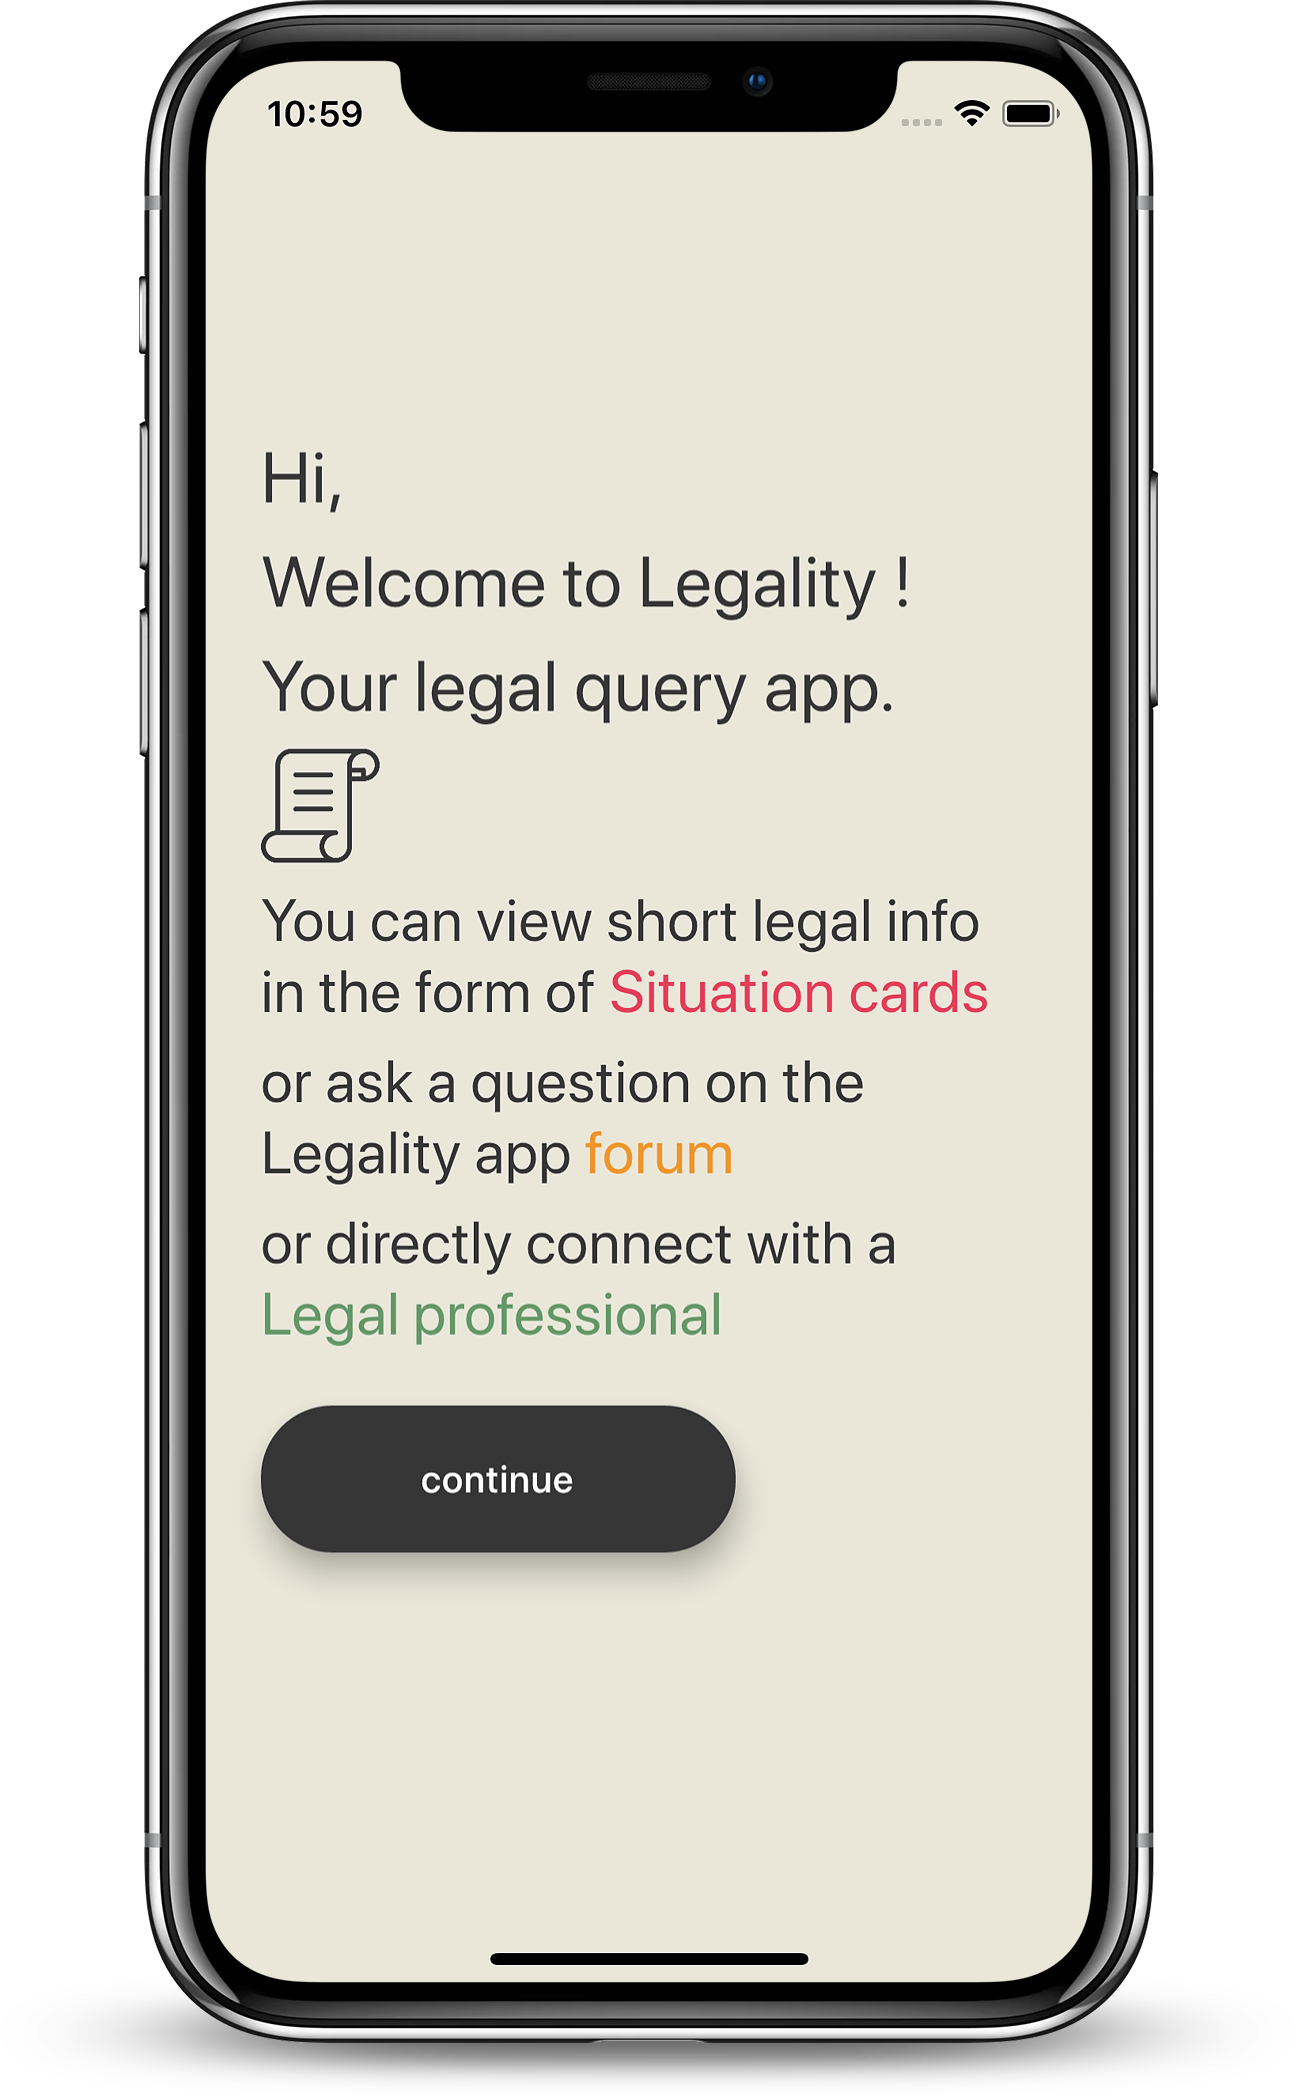 10:59
Hi,
Welcome to Legality !
Your legal query app.
You can view short legal info
in the form of Situation cards
or ask a question on the
Legality app forum
or directly connect with a
Legal professional
continue